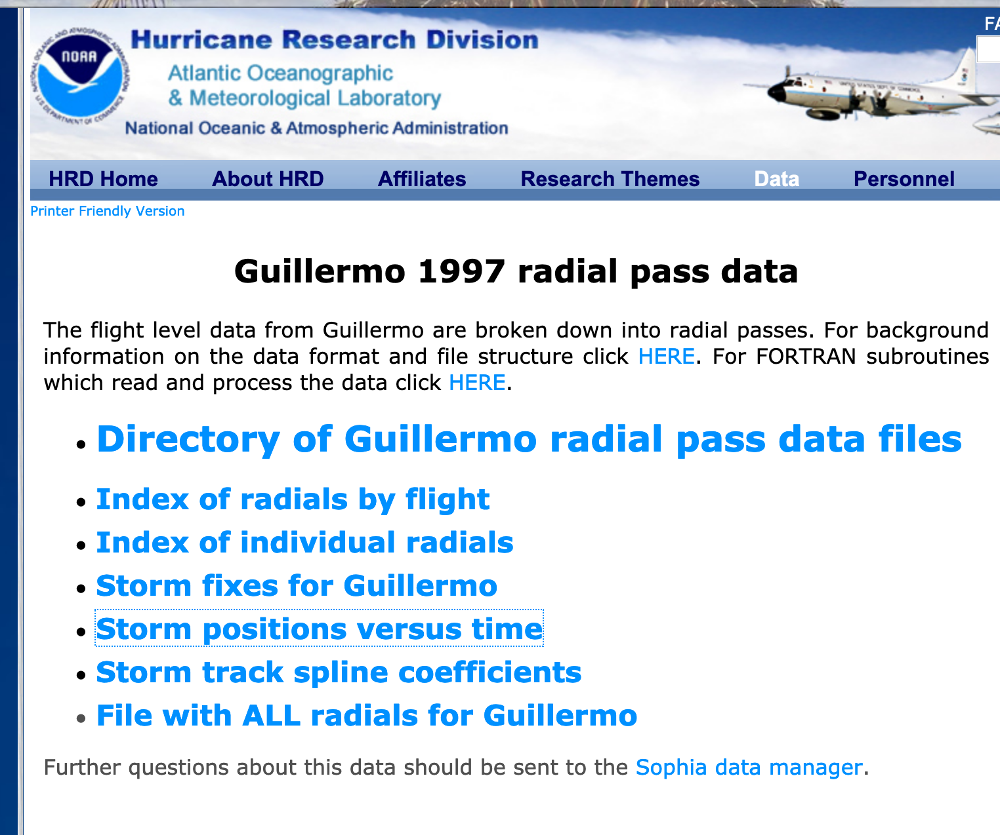 FA
NOAA
Hurricane Research Division
Atlantic Oceanographic
& Meteorological Laboratory
National Oceanic & Atmospheric Administration
HRD Home About HRD Affiliates Research Themes Data Personnel
Printer Friendly Version
Guillermo 1997 radial pass data
The flight level data from Guillermo are broken down into radial passes. For background
information on the data format and file structure click HERE. For FORTRAN subroutines
which read and process the data click HERE.
• Directory of Guillermo radial pass data files
• Index of radials by flight
• Index of individual radials
• Storm fixes for Guillermo
• Storm positions versus time
• Storm track spline coefficients
• File with ALL radials for Guillermo
Further questions about this data should be sent to the Sophia data manager.